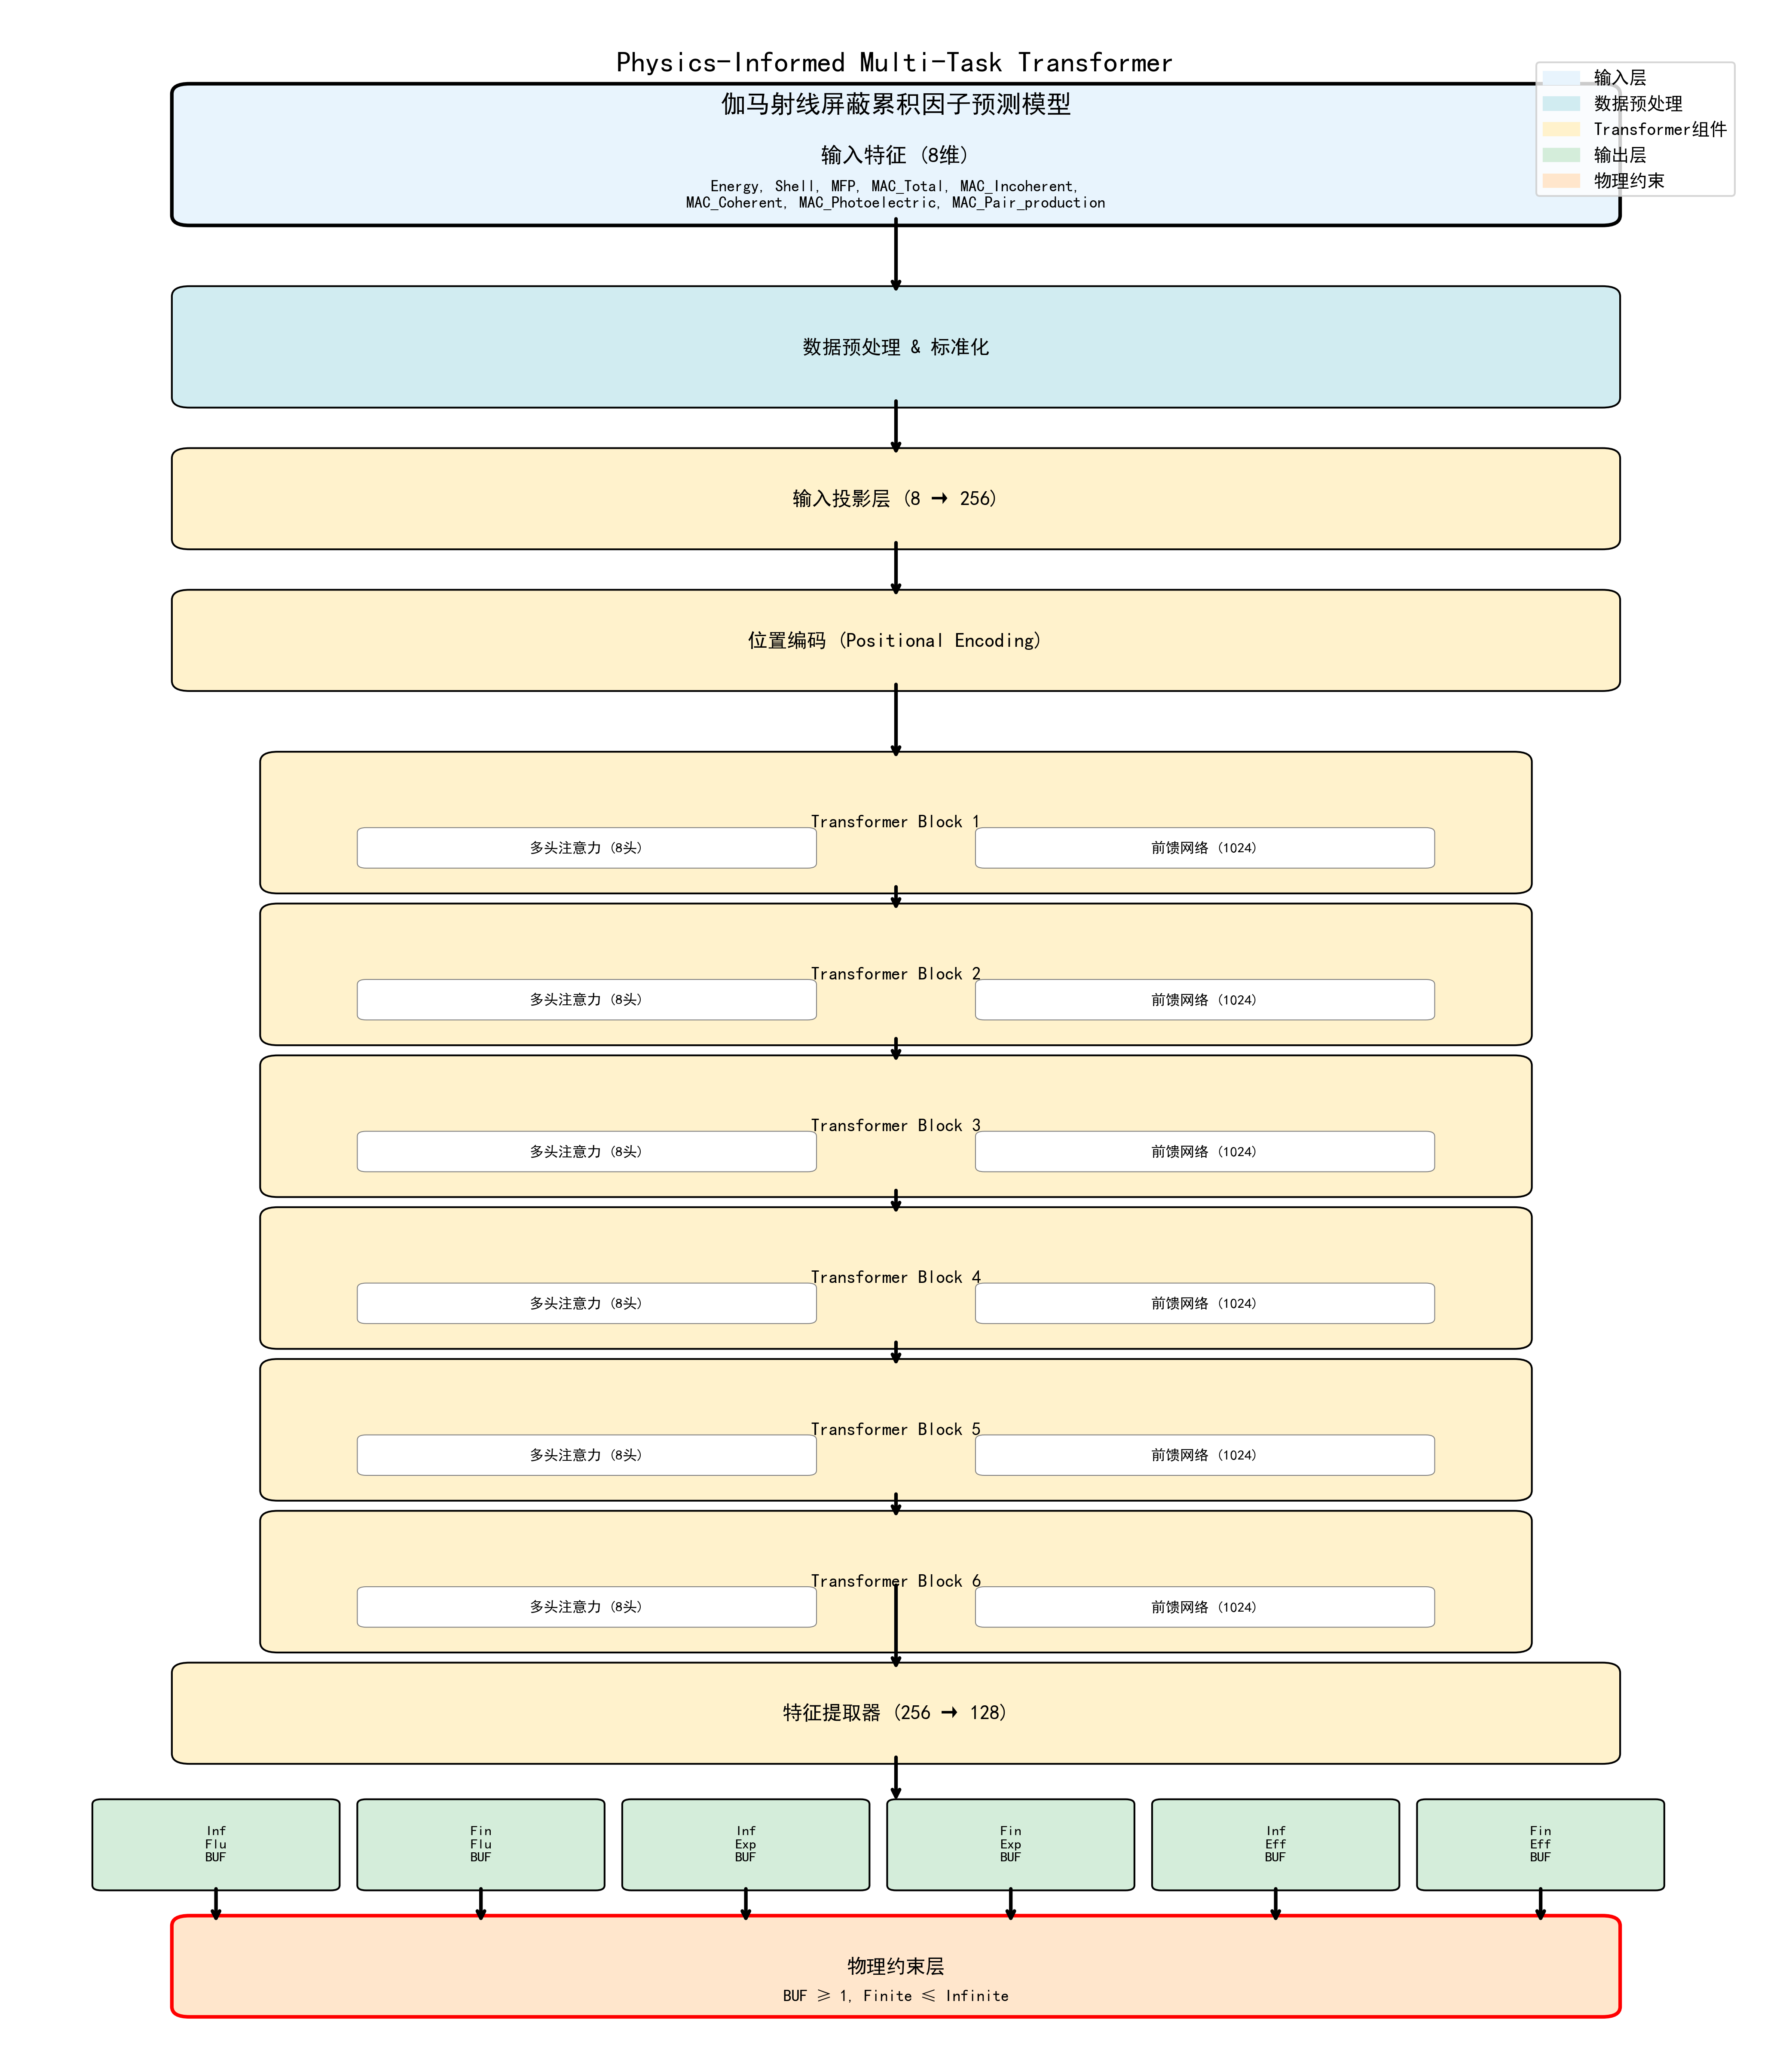 Physics-Informed Multi-Task Transformer
伽马射线屏蔽累积因子预测模型
输入特征 (8维)
Energy, Shell, MFP, MAC_Total, MAC_Incoherent,
MAC_Coherent, MAC_Photoelectric, MAC_Pair_production
输入层
数据预处理
Transformer组件
输出层
物理约束
数据预处理 & 标准化
输入投影层 (8 → 256)
位置编码 (Positional Encoding)
Transformer Block 1
多头注意力 (8头)
前馈网络 (1024)
Transformer Block 2
多头注意力 (8头)
前馈网络 (1024)
Transformer Block 3
多头注意力 (8头)
前馈网络 (1024)
Transformer Block 4
多头注意力 (8头)
前馈网络 (1024)
Transformer Block 5
多头注意力 (8头)
前馈网络 (1024)
Transformer Block 6
多头注意力 (8头)
前馈网络 (1024)
特征提取器 (256 → 128)
Inf
Flu
BUF
Fin
Flu
BUF
Inf
Exp
BUF
Fin
Exp
BUF
Inf
Eff
BUF
Fin
Eff
BUF
物理约束层
BUF ≥ 1, Finite ≤ Infinite